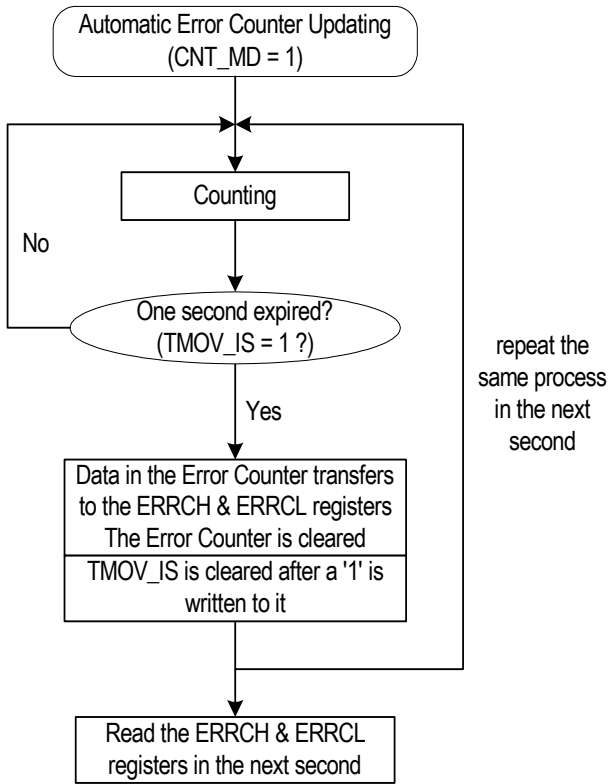 Automatic Error Counter Updating
(CNT_MD = 1)
Counting
No
One second expired?
(TMOV_IS = 1 ?)
repeat the
same process
in the next
second
Yes
Data in the Error Counter transfers
to the ERRCH & ERRCL registers
The Error Counter is cleared
TMOV_IS is cleared after a '1' is
written to it
Read the ERRCH & ERRCL
registers in the next second